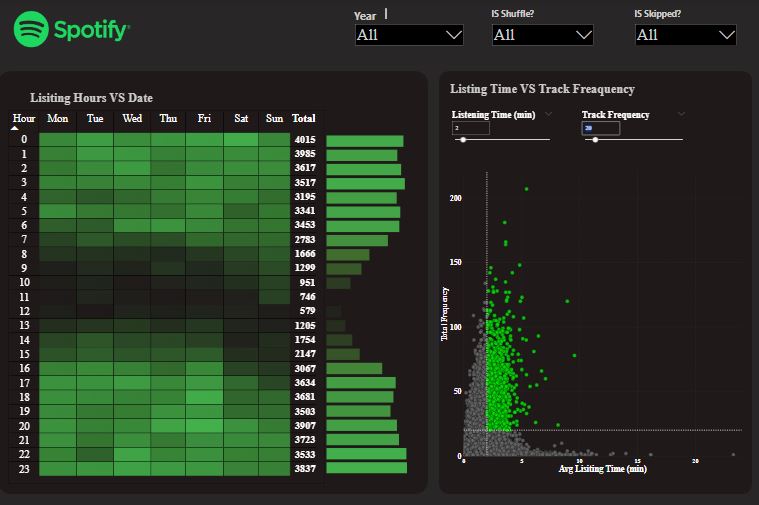 Spotify®
Year
All
IS Shuffle?
All
IS Skipped?
All
Lisiting Hours VS Date
Hour Mon Tue Wed Thu Fri Sat Sun Total
0 4015
1 3985
2 3617
3 3517
4 3195
5 3341
6 3453
7 2783
8 1666
9 1299
10 951
11 746
12 579
13 1205
14 1754
15 2147
16 3067
17 3634
18 3681
19 3503
20 3907
21 3723
22 3533
23 3837
Listing Time VS Track Freaquency
Listening Time (min) Track Frequency
2 20
200
150
100
50
0
Total Frequency
0 5 10 15 20
Avg Lisiting Time (min)